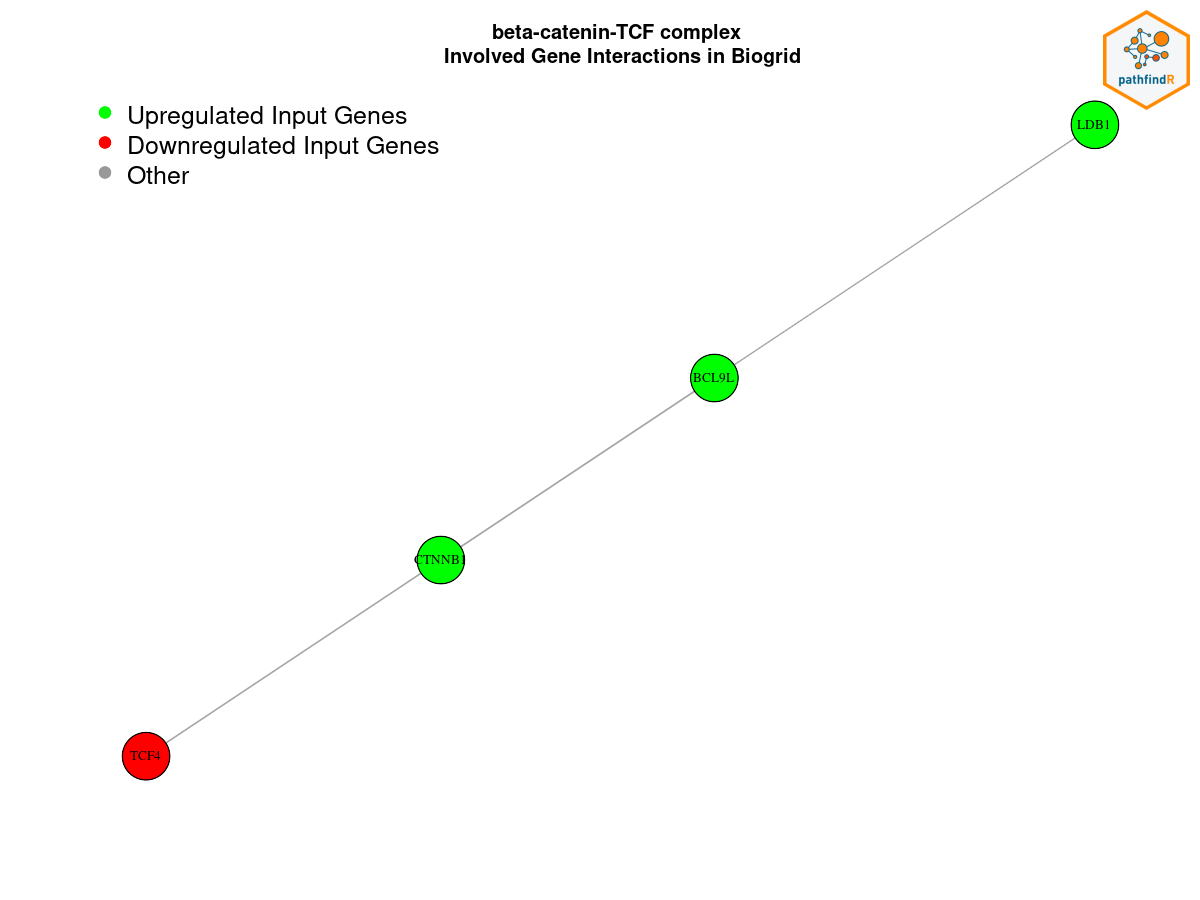 beta-catenin-TCF complex
Involved Gene Interactions in Biogrid
pathfindR
Upregulated Input Genes
Downregulated Input Genes
Other
LDB1
BCL9L
CTNNB1
TCF4